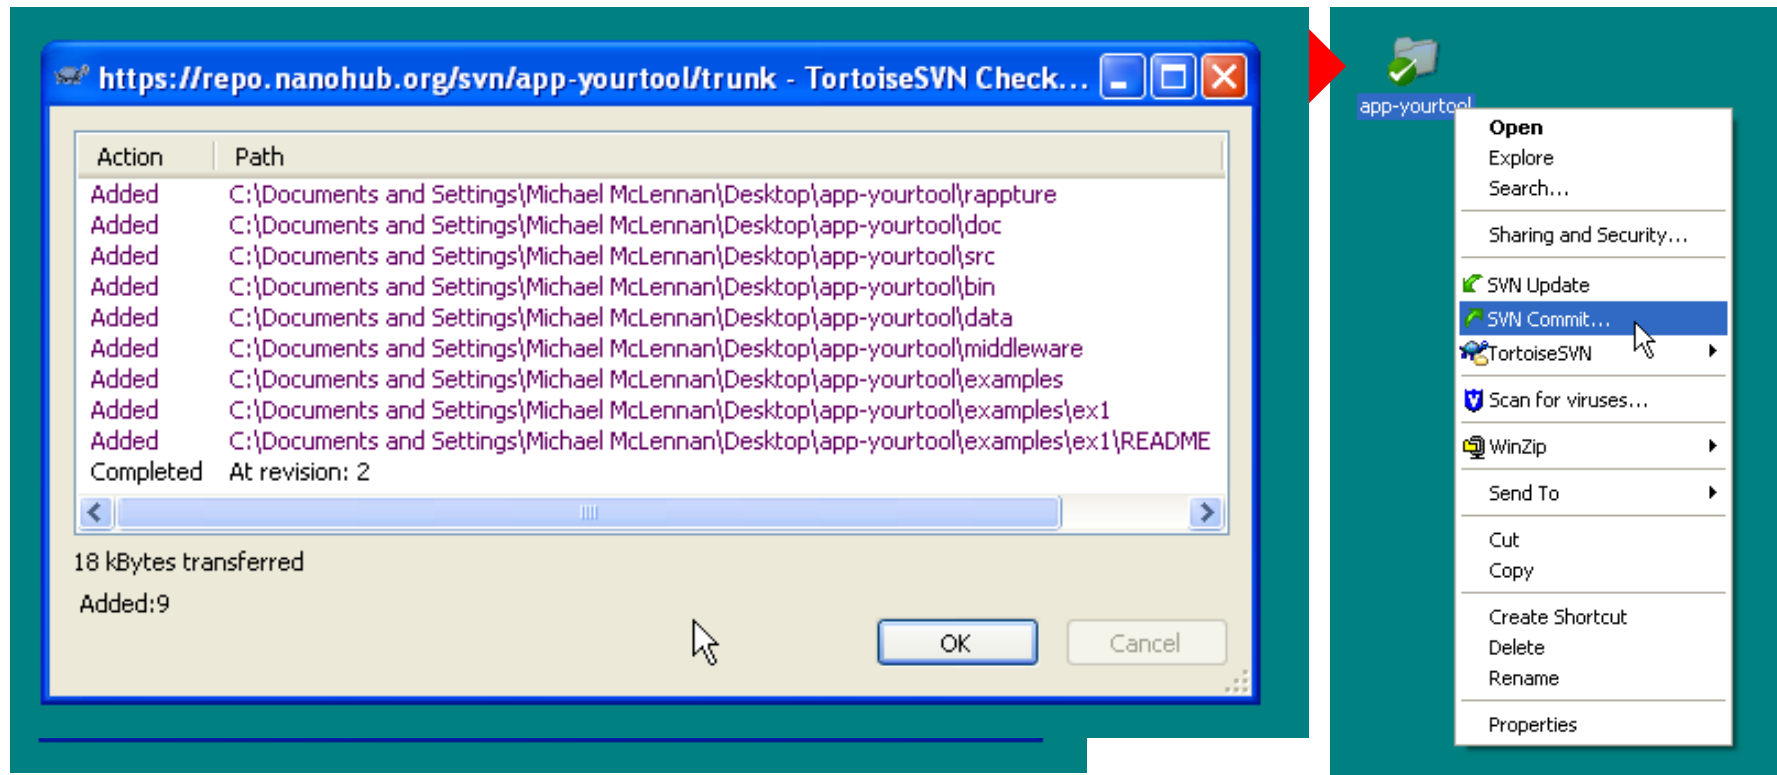 https://repo.nanohub.org/svn/app-yourtool/trunk - TortoiseSVN Check...
Action Path
Added C:\Documents and Settings\Michael McLennan\Desktop\app-yourtool\rappture
Added C:\Documents and Settings\Michael McLennan\Desktop\app-yourtool\doc
Added C:\Documents and Settings\Michael McLennan\Desktop\app-yourtool\src
Added C:\Documents and Settings\Michael McLennan\Desktop\app-yourtool\bin
Added C:\Documents and Settings\Michael McLennan\Desktop\app-yourtool\data
Added C:\Documents and Settings\Michael McLennan\Desktop\app-yourtool\middleware
Added C:\Documents and Settings\Michael McLennan\Desktop\app-yourtool\examples
Added C:\Documents and Settings\Michael McLennan\Desktop\app-yourtool\examples\ex1
Added C:\Documents and Settings\Michael McLennan\Desktop\app-yourtool\examples\ex1\README
Completed At revision: 2
18 kBytes transferred
Added:9
OK Cancel
app-yourtool
Open
Explore
Search...
Sharing and Security...
SVN Update
SVN Commit...
TortoiseSVN
Scan for viruses...
WinZip
Send To
Cut
Copy
Create Shortcut
Delete
Rename
Properties